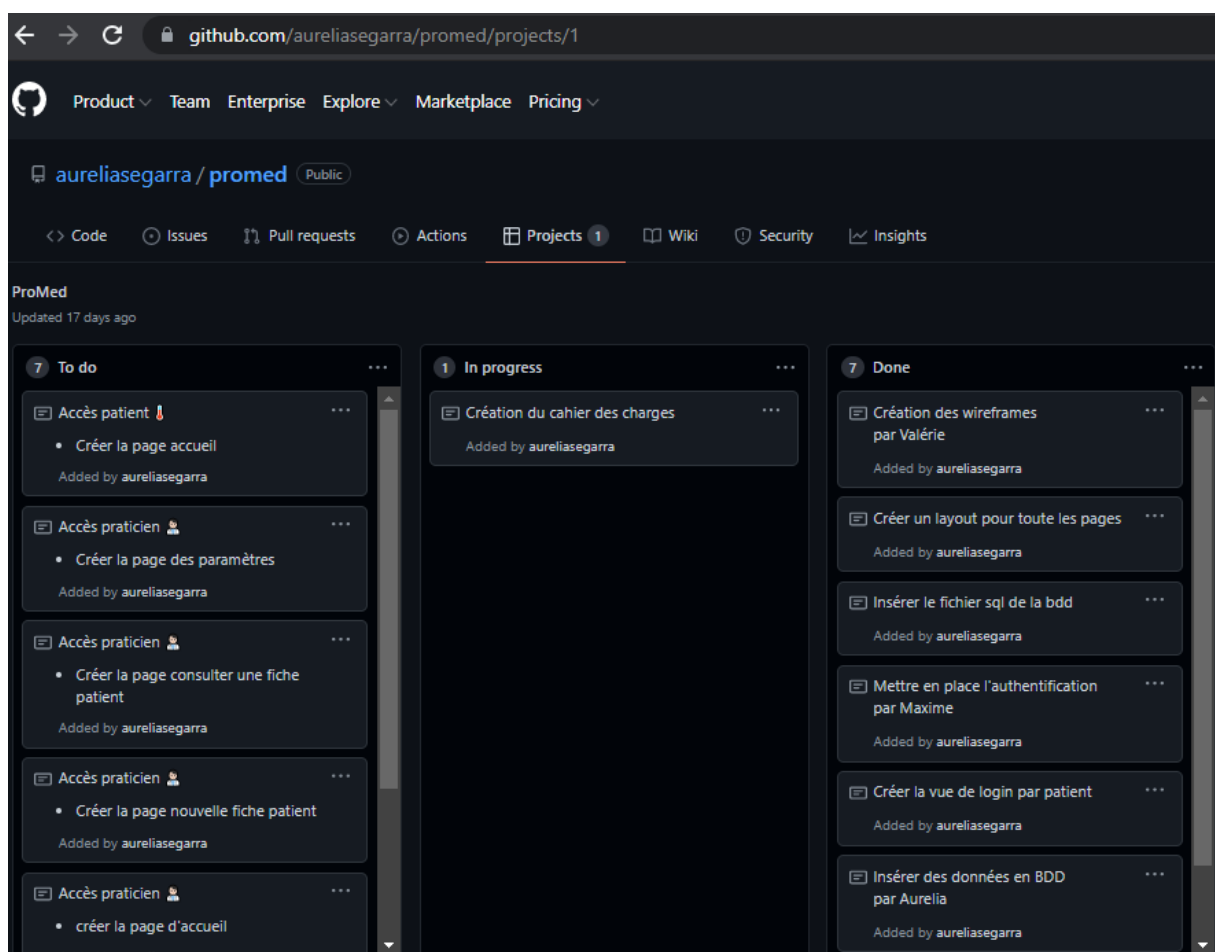 github.com/aureliasegarra/promed/projects/1
Product Team Enterprise Explore Marketplace Pricing
aureliasegarra / promed Public
Code Issues Pull requests Actions Projects 1 Wiki Security Insights
ProMed
Updated 17 days ago
7 To do
Accès patient 🌡
• Créer la page accueil
Added by aureliasegarra
Accès praticien
• Créer la page des paramètres
Added by aureliasegarra
Accès praticien
• Créer la page consulter une fiche
patient
Added by aureliasegarra
Accès praticien
• Créer la page nouvelle fiche patient
Added by aureliasegarra
Accès praticien
• créer la page d'accueil
1 In progress
Création du cahier des charges
Added by aureliasegarra
7 Done
Création des wireframes
par Valérie
Added by aureliasegarra
Créer un layout pour toute les pages
Added by aureliasegarra
Insérer le fichier sql de la bdd
Added by aureliasegarra
Mettre en place l'authentification
par Maxime
Added by aureliasegarra
Créer la vue de login par patient
Added by aureliasegarra
Insérer des données en BDD
par Aurelia
Added by aureliasegarra